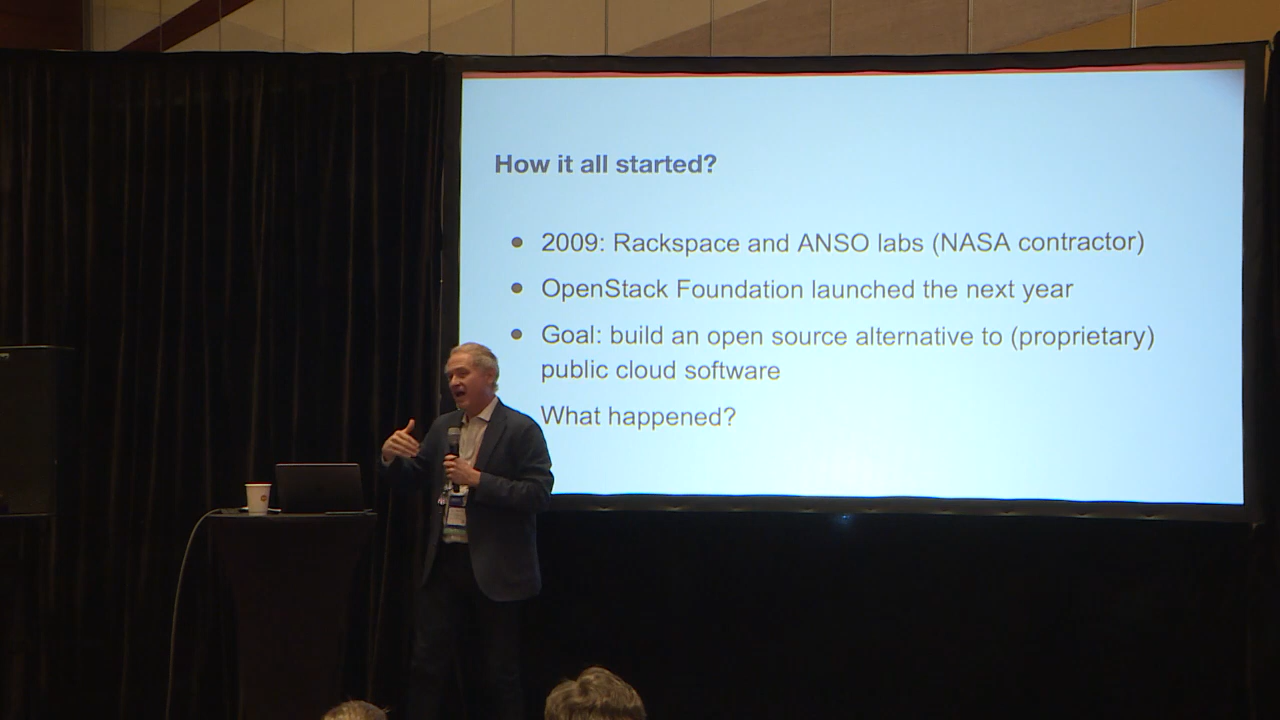 How it all started?
2009: Rackspace and ANSO labs (NASA contractor)
OpenStack Foundation launched the next year
Goal: build an open source alternative to (proprietary)
public cloud software
What happened?